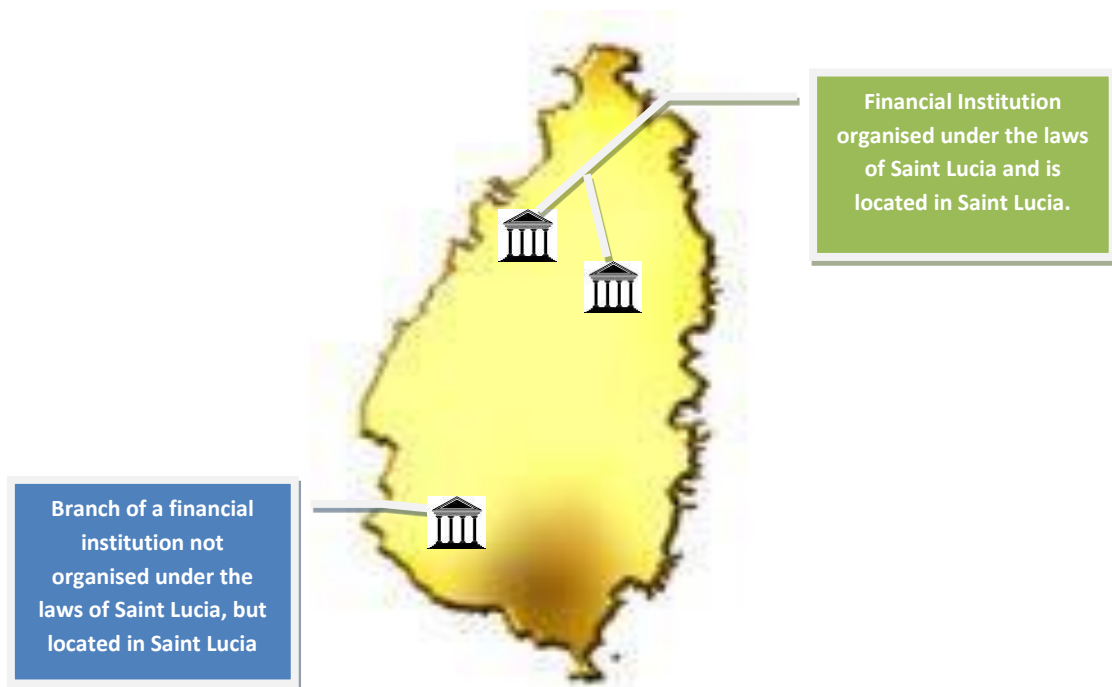 Financial Institution
organised under the laws
of Saint Lucia and is
located in Saint Lucia.
Branch of a financial
institution not
organised under the
laws of Saint Lucia, but
located in Saint Lucia